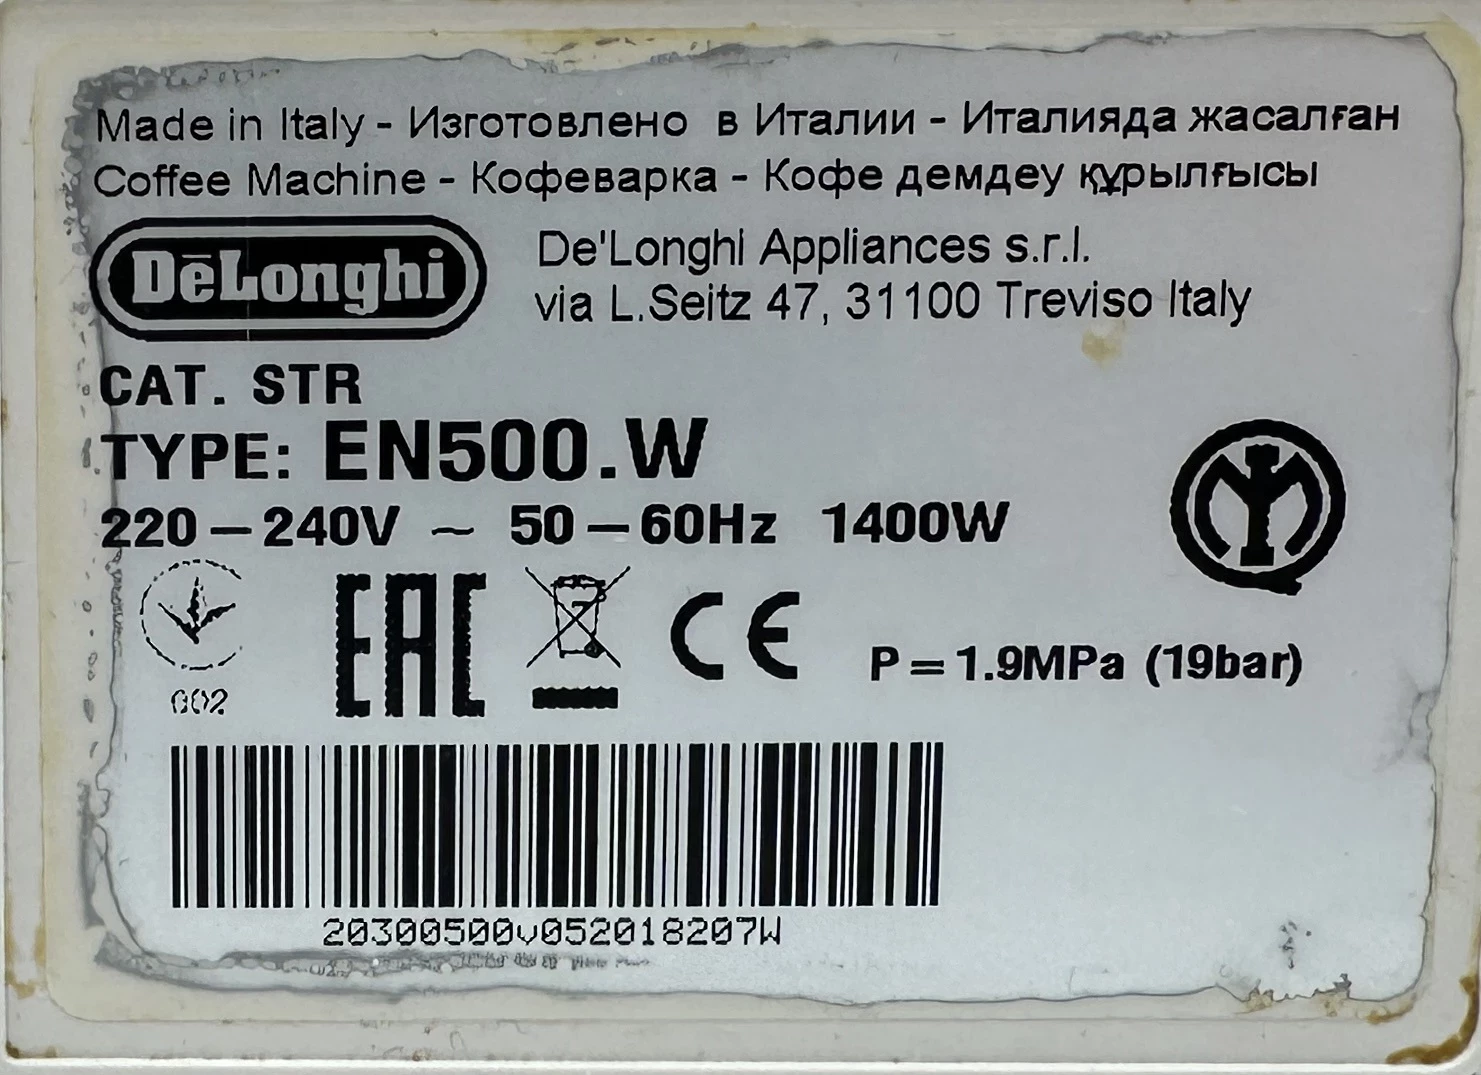 Made in Italy - Изготовлено в Италии - Италияда жасалған
Coffee Machine - Кофеварка - Кофе демдеу құрылғысы
DeLonghi
De'Longhi Appliances s.r.l.
via L.Seitz 47, 31100 Treviso Italy
CAT. STR
TYPE: EN500.W
220-240V ~ 50-60Hz 1400W
002
EAC
CE
P=1.9MPa (19bar)
20300500v052018207W